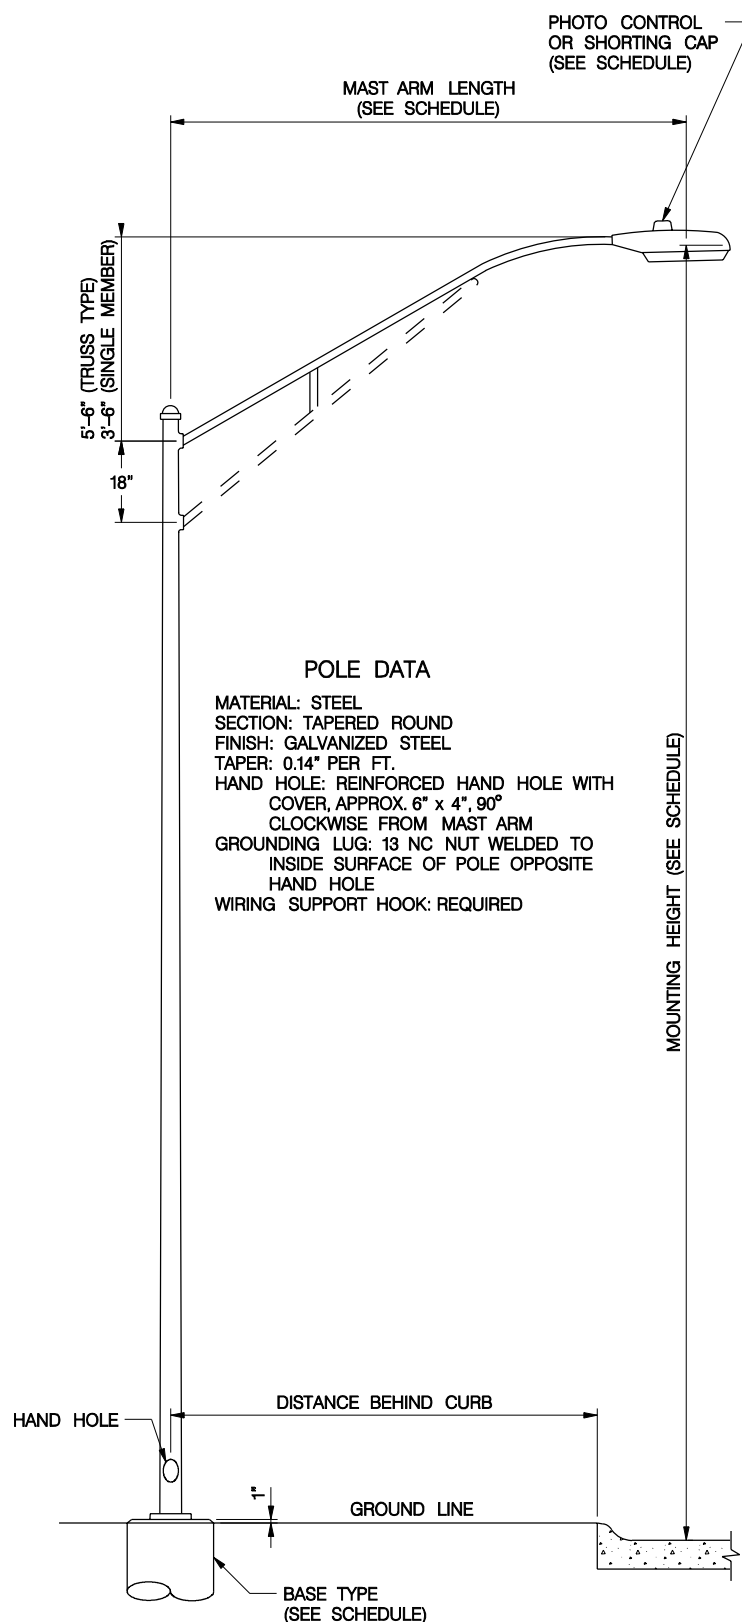 PHOTO CONTROL
OR SHORTING CAP
(SEE SCHEDULE)
MAST ARM LENGTH
(SEE SCHEDULE)
5'-6" (TRUSS TYPE)
3'-6" (SINGLE MEMBER)
18"
POLE DATA
MATERIAL: STEEL
SECTION: TAPERED ROUND
FINISH: GALVANIZED STEEL
TAPER: 0.14" PER FT.
HAND HOLE: REINFORCED HAND HOLE WITH
COVER, APPROX. 6" x 4", 90°
CLOCKWISE FROM MAST ARM
GROUNDING LUG: 13 NC NUT WELDED TO
INSIDE SURFACE OF POLE OPPOSITE
HAND HOLE
WIRING SUPPORT HOOK: REQUIRED
MOUNTING HEIGHT (SEE SCHEDULE)
DISTANCE BEHIND CURB
HAND HOLE
1"
GROUND LINE
BASE TYPE
(SEE SCHEDULE)